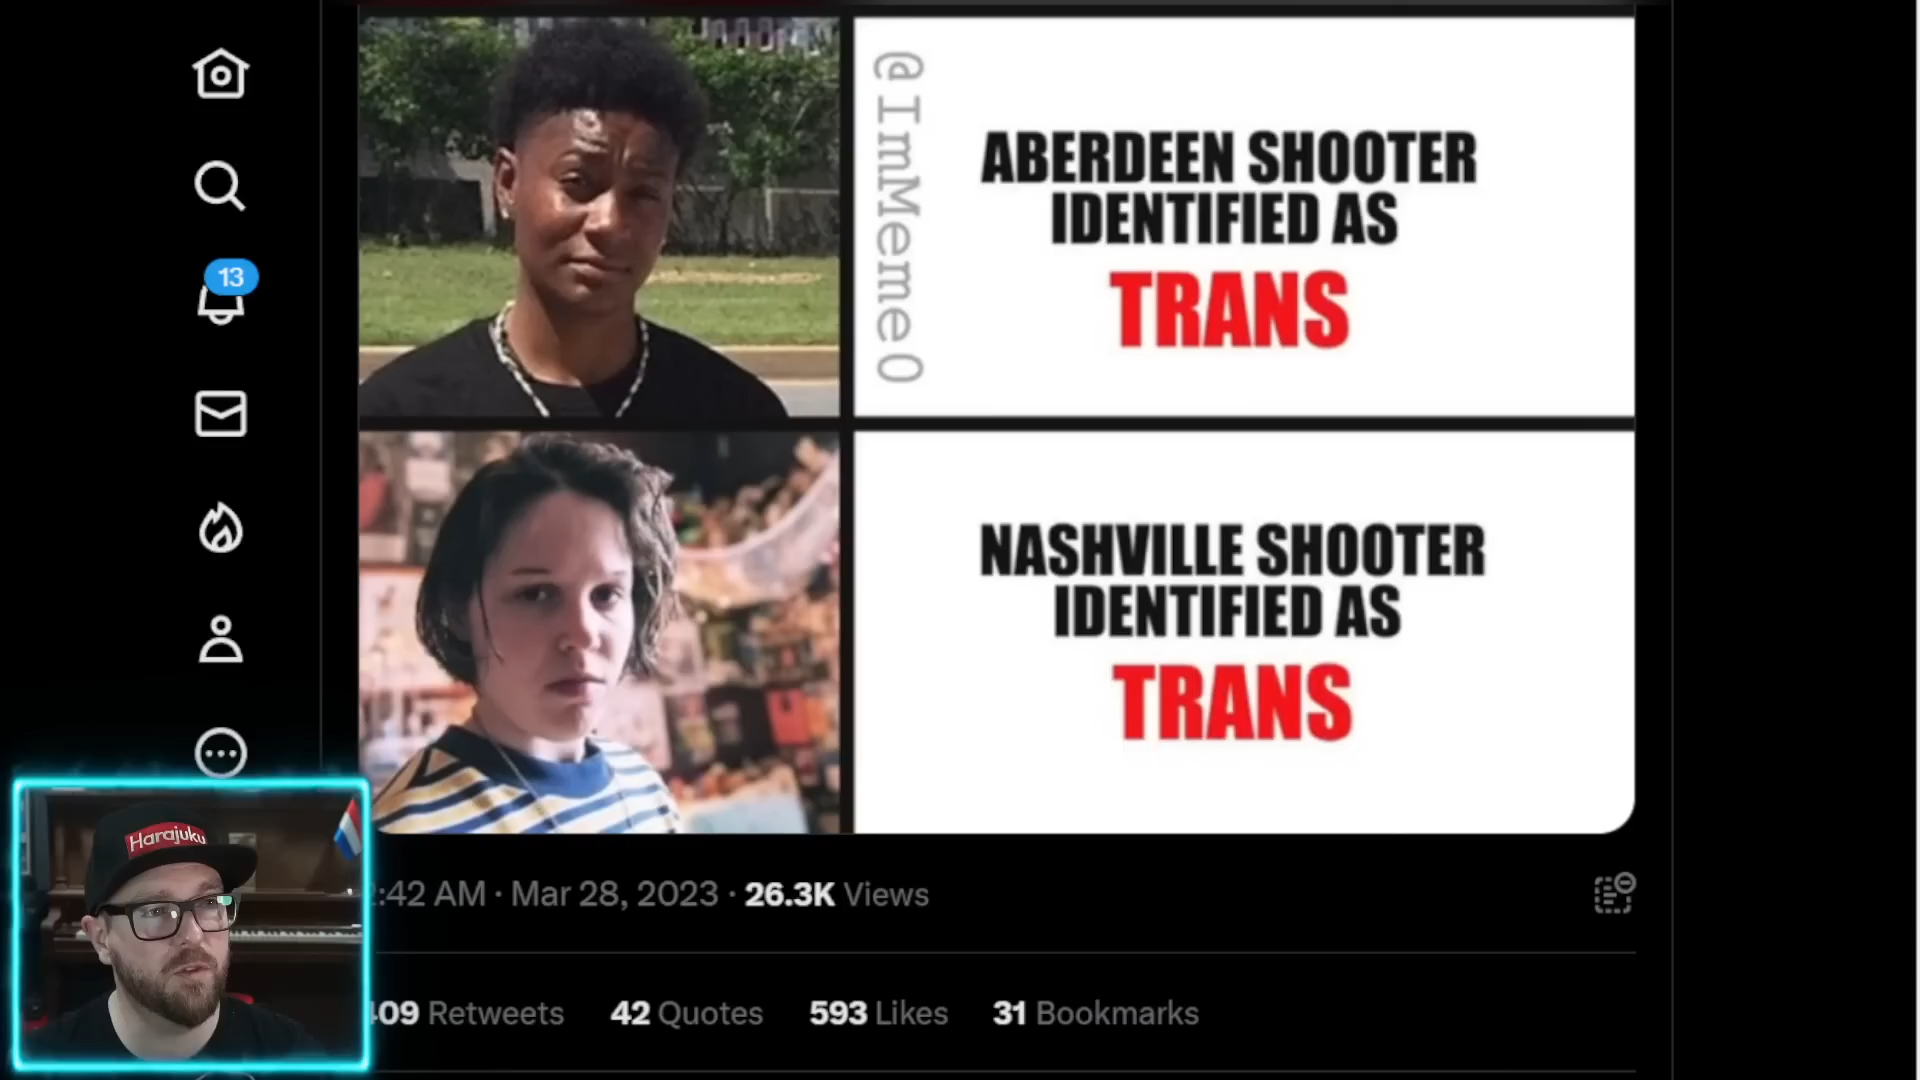 @ImMeme0
ABERDEEN SHOOTER
IDENTIFIED AS
TRANS
NASHVILLE SHOOTER
IDENTIFIED AS
TRANS
13
Harajuku
:42 AM · Mar 28, 2023 · 26.3K Views
409 Retweets 42 Quotes 593 Likes 31 Bookmarks